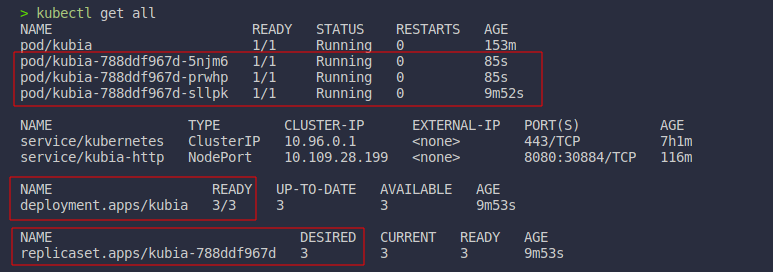 > kubectl get all
NAME READY STATUS RESTARTS AGE
pod/kubia 1/1 Running 0 153m
pod/kubia-788ddf967d-5njm6 1/1 Running 0 85s
pod/kubia-788ddf967d-prwhp 1/1 Running 0 85s
pod/kubia-788ddf967d-sllpk 1/1 Running 0 9m52s
NAME TYPE CLUSTER-IP EXTERNAL-IP PORT(S) AGE
service/kubernetes ClusterIP 10.96.0.1 <none> 443/TCP 7h1m
service/kubia-http NodePort 10.109.28.199 <none> 8080:30884/TCP 116m
NAME READY UP-TO-DATE AVAILABLE AGE
deployment.apps/kubia 3/3 3 3 9m53s
NAME DESIRED CURRENT READY AGE
replicaset.apps/kubia-788ddf967d 3 3 3 9m53s